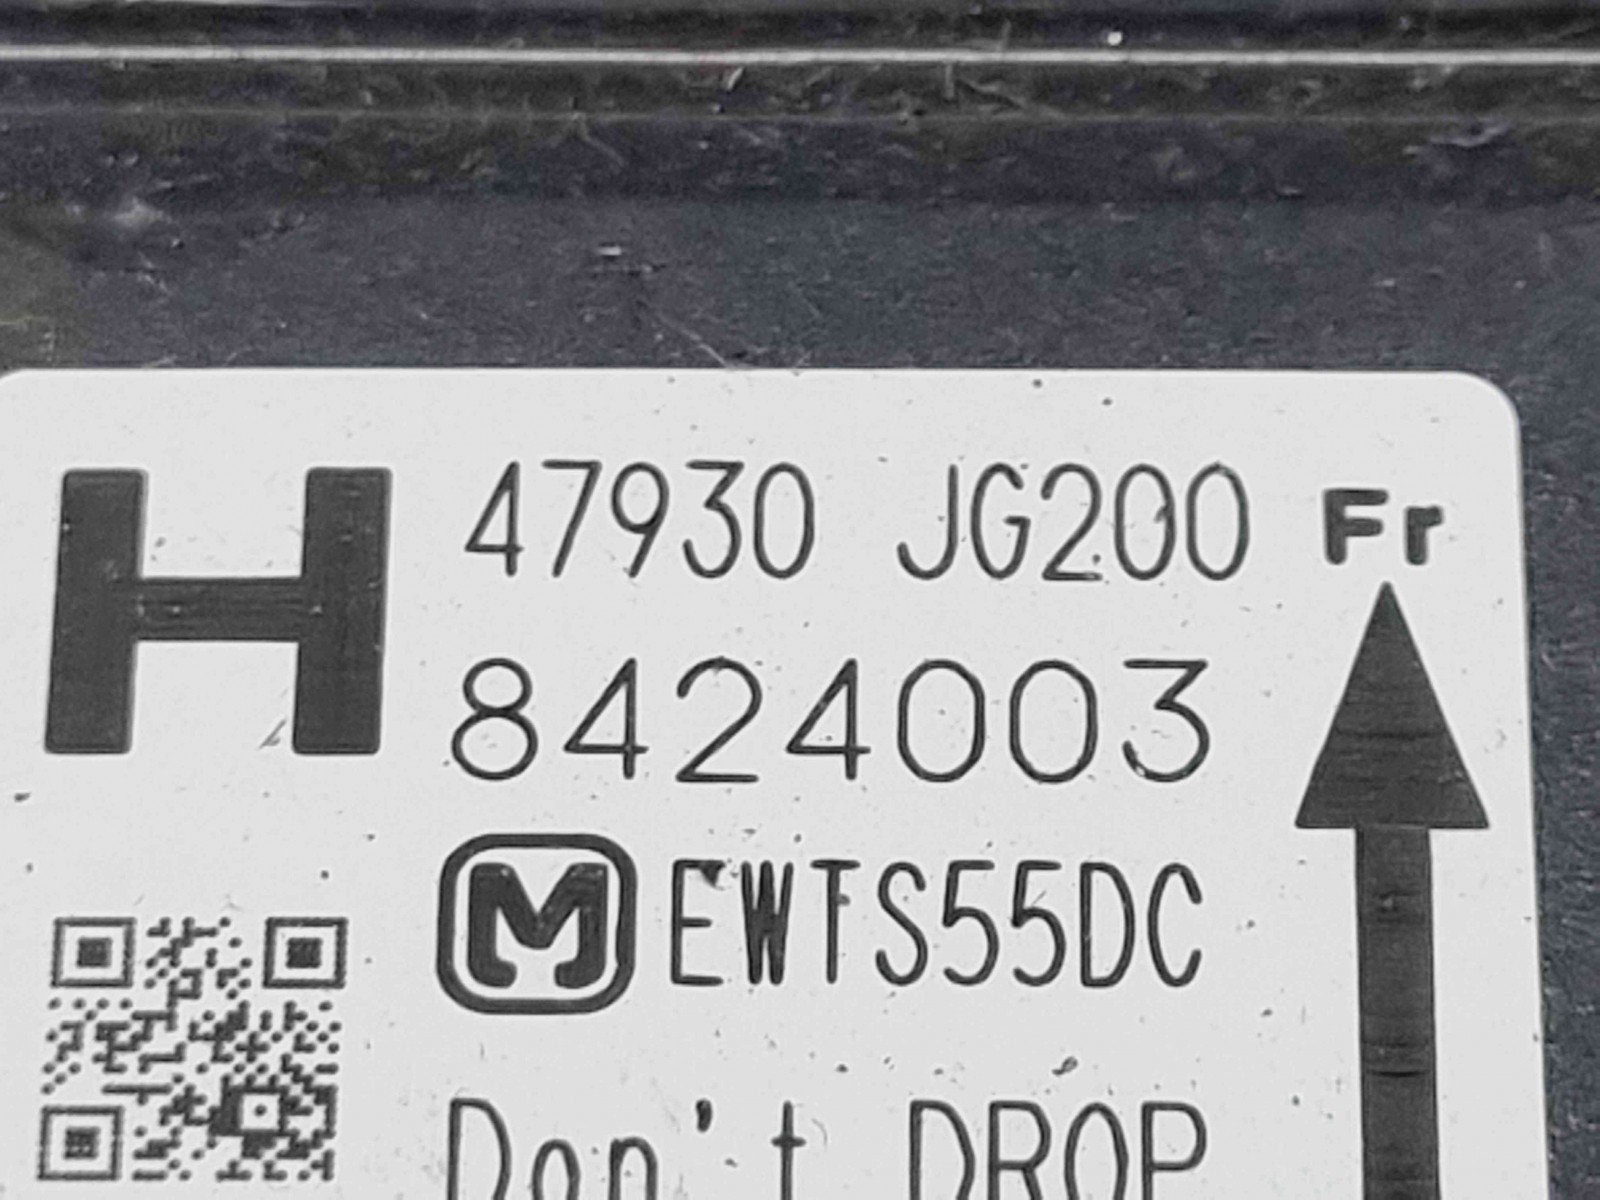 H 47930 JG200 Fr
8424003
M EWTS55DC
Don't DROP